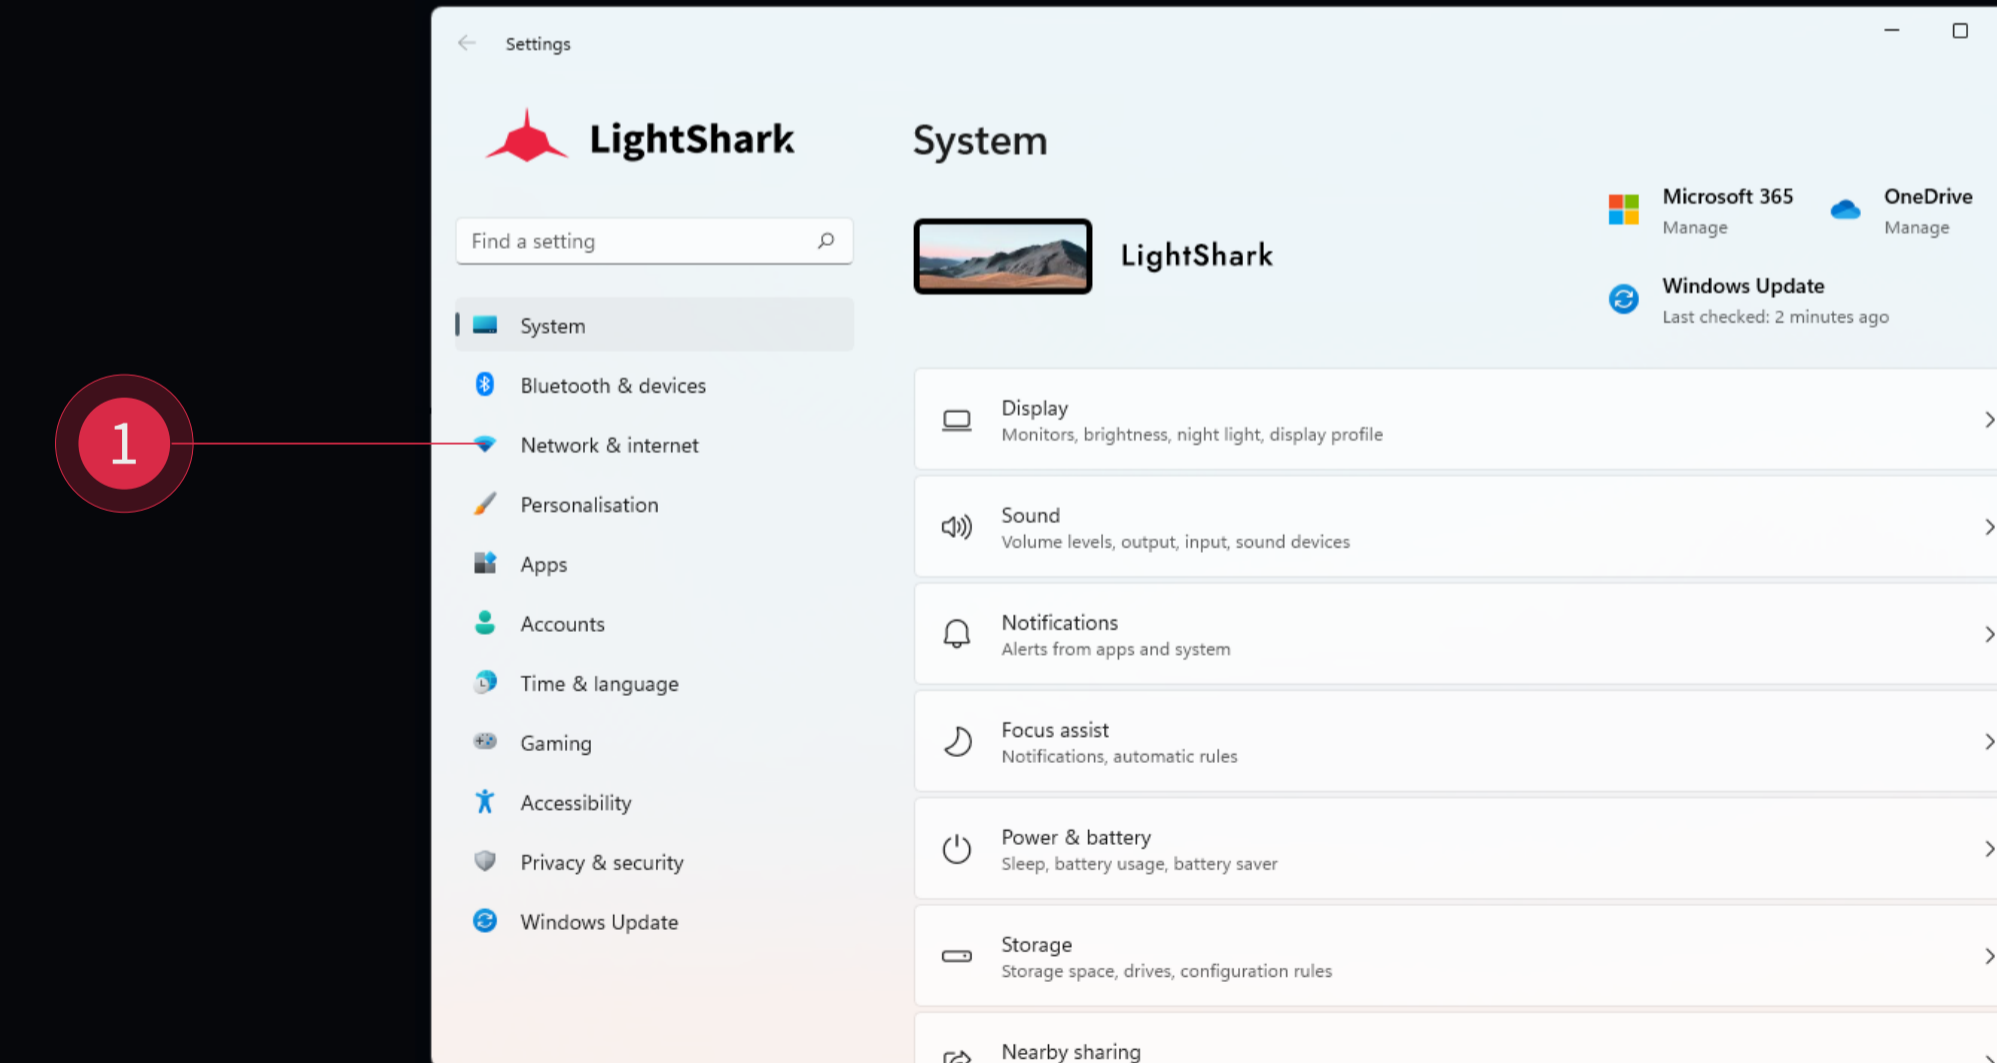 Settings
LightShark
Find a setting
System
Bluetooth & devices
1
Network & internet
Personalisation
Apps
Accounts
Time & language
Gaming
Accessibility
Privacy & security
Windows Update
System
LightShark
Microsoft 365
Manage
OneDrive
Manage
Windows Update
Last checked: 2 minutes ago
Display
Monitors, brightness, night light, display profile
Sound
Volume levels, output, input, sound devices
Notifications
Alerts from apps and system
Focus assist
Notifications, automatic rules
Power & battery
Sleep, battery usage, battery saver
Storage
Storage space, drives, configuration rules
Nearby sharing